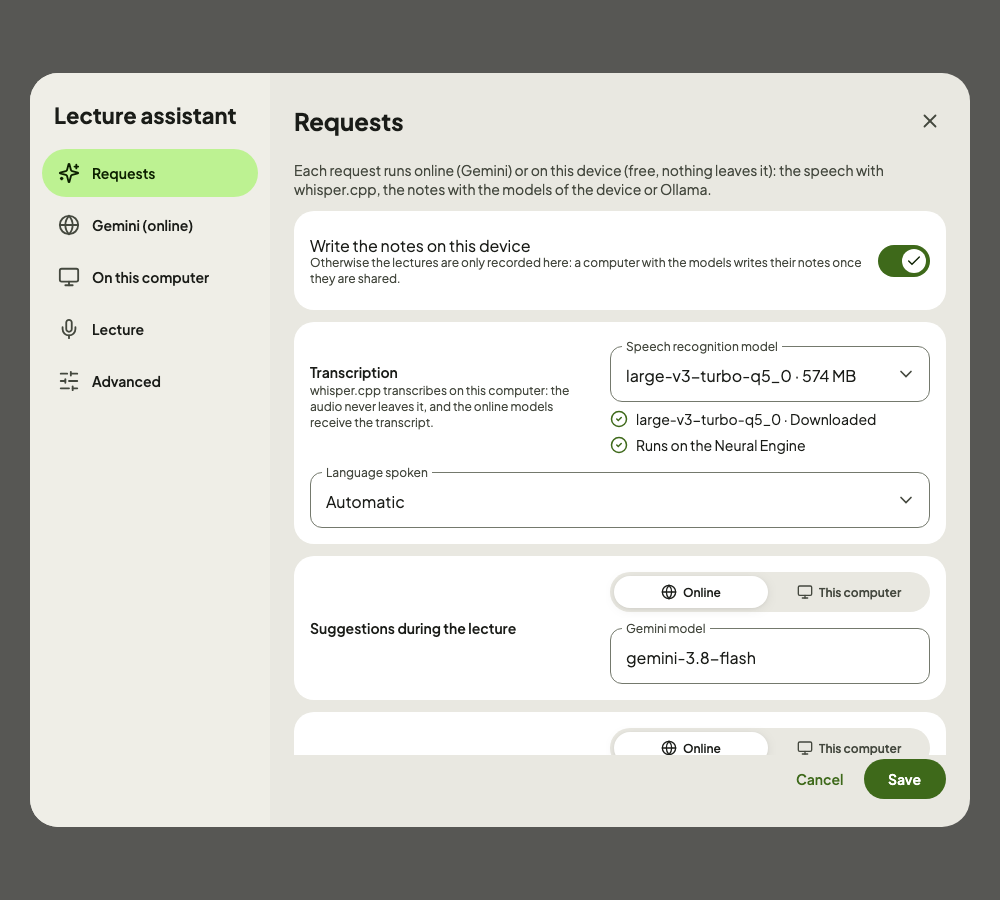 Lecture assistant
Requests
Gemini (online)
On this computer
Lecture
Advanced
Requests
Each request runs online (Gemini) or on this device (free, nothing leaves it): the speech with
whisper.cpp, the notes with the models of the device or Ollama.
Write the notes on this device
Otherwise the lectures are only recorded here: a computer with the models writes their notes once
they are shared.
Transcription
whisper.cpp transcribes on this computer: the
audio never leaves it, and the online models
receive the transcript.
Speech recognition model
large-v3-turbo-q5_0 · 574 MB
large-v3-turbo-q5_0 · Downloaded
Runs on the Neural Engine
Language spoken
Automatic
Suggestions during the lecture
Online
This computer
Gemini model
gemini-3.8-flash
Online
This computer
Cancel
Save